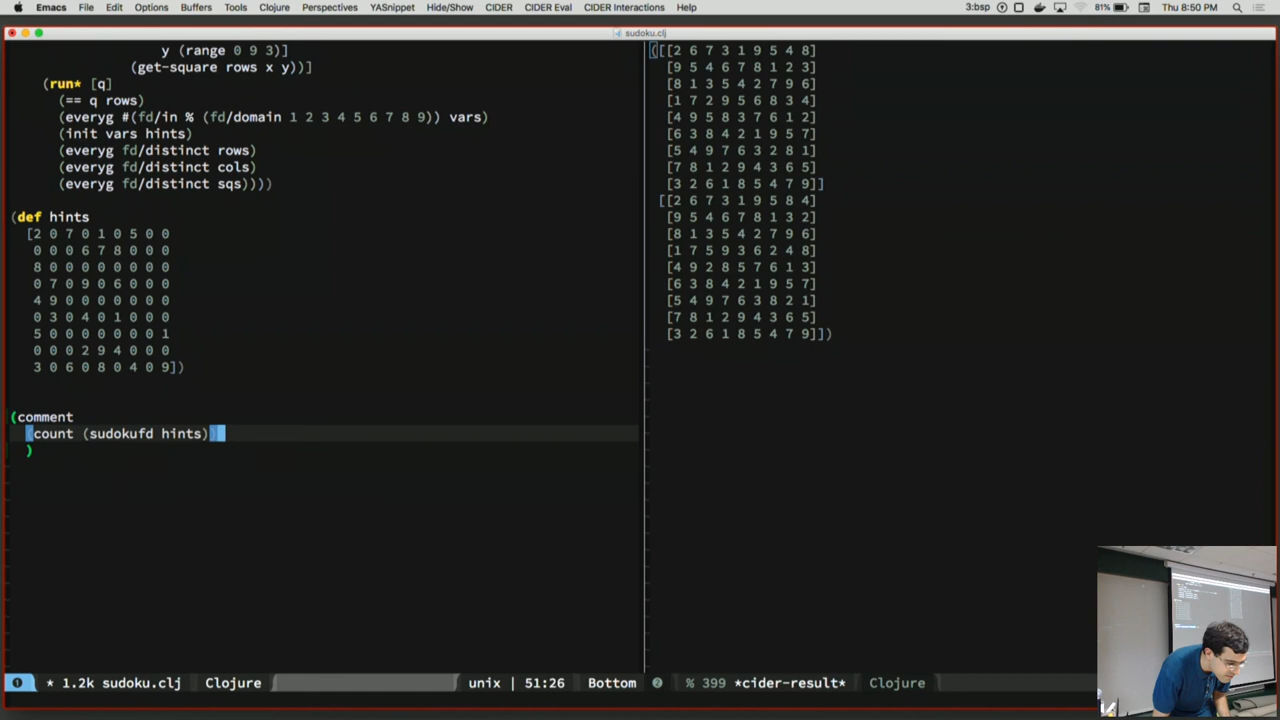 Emacs File Edit Options Buffers Tools Clojure Perspectives YASnippet Hide/Show CIDER CIDER Eval CIDER Interactions Help 3:bsp 81% Thu 8:50 PM
sudoku.clj
y (range 0 9 3)]
(get-square rows x y))]
(run* [q]
(== q rows)
(everyg #(fd/in % (fd/domain 1 2 3 4 5 6 7 8 9)) vars)
(init vars hints)
(everyg fd/distinct rows)
(everyg fd/distinct cols)
(everyg fd/distinct sqs))))
(def hints
[2 0 7 0 1 0 5 0 0
0 0 0 6 7 8 0 0 0
8 0 0 0 0 0 0 0 0
0 7 0 9 0 6 0 0 0
4 9 0 0 0 0 0 0 0
0 3 0 4 0 1 0 0 0
5 0 0 0 0 0 0 0 1
0 0 0 2 9 4 0 0 0
3 0 6 0 8 0 4 0 9])
(comment
(count (sudokufd hints))
)
* 1.2k sudoku.clj Clojure unix | 51:26 Bottom
([[2 6 7 3 1 9 5 4 8]
[9 5 4 6 7 8 1 2 3]
[8 1 3 5 4 2 7 9 6]
[1 7 2 9 5 6 8 3 4]
[4 9 5 8 3 7 6 1 2]
[6 3 8 4 2 1 9 5 7]
[5 4 9 7 6 3 2 8 1]
[7 8 1 2 9 4 3 6 5]
[3 2 6 1 8 5 4 7 9]]
[[2 6 7 3 1 9 5 8 4]
[9 5 4 6 7 8 1 3 2]
[8 1 3 5 4 2 7 9 6]
[1 7 5 9 3 6 2 4 8]
[4 9 2 8 5 7 6 1 3]
[6 3 8 4 2 1 9 5 7]
[5 4 9 7 6 3 8 2 1]
[7 8 1 2 9 4 3 6 5]
[3 2 6 1 8 5 4 7 9]])
% 399 *cider-result* Clojure